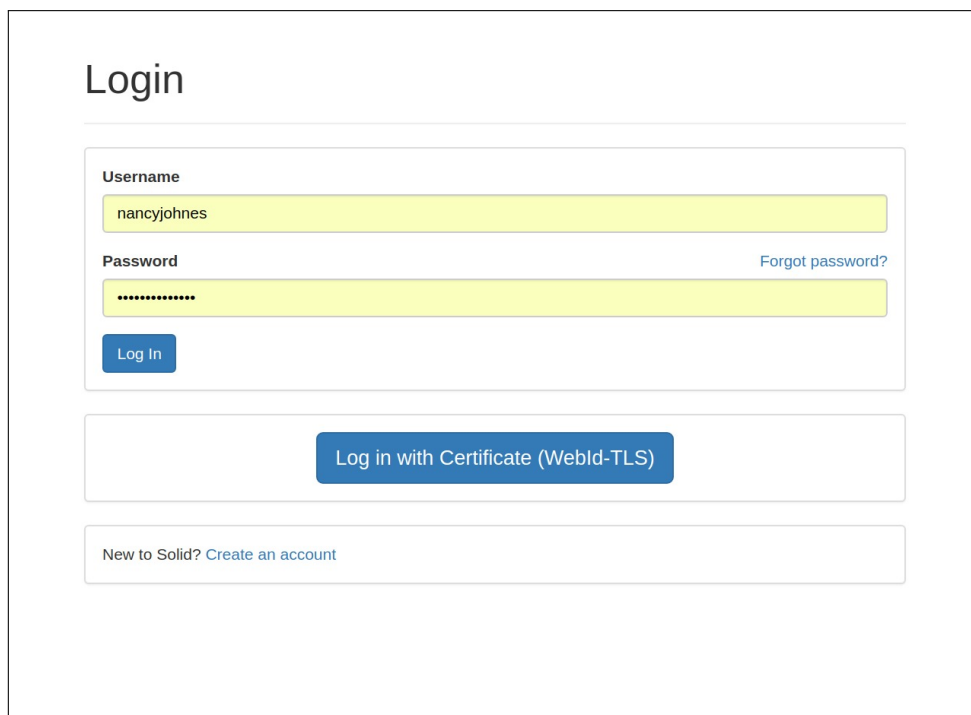 Login
Username
nancyjohnes
Password Forgot password?
••••••••••••••
Log In
Log in with Certificate (WebId-TLS)
New to Solid? Create an account